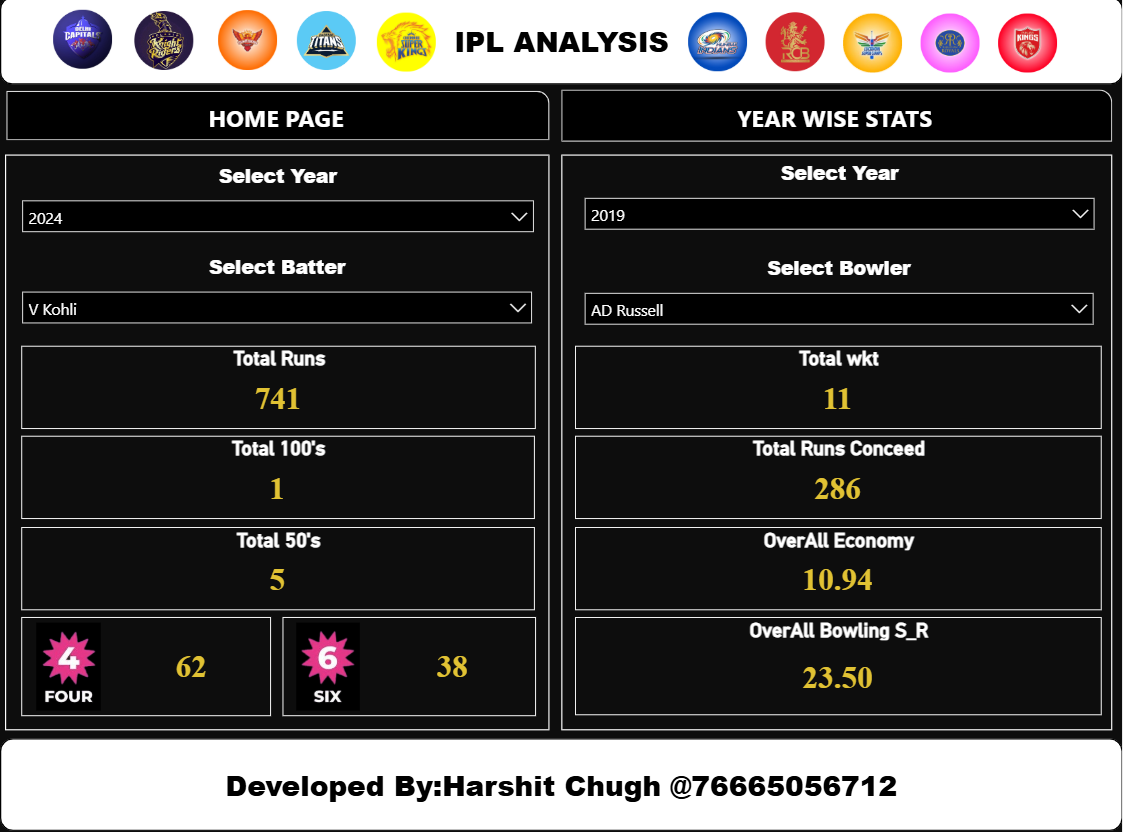 DELHI
CAPITALS
Knight
Riders
TITANS
SUPER
KINGS
IPL ANALYSIS
MUMBAI
INDIANS
RCB
KINGS
HOME PAGE
YEAR WISE STATS
Select Year
2024
Select Batter
V Kohli
Total Runs
741
Total 100's
1
Total 50's
5
4
FOUR
62
6
SIX
38
Select Year
2019
Select Bowler
AD Russell
Total wkt
11
Total Runs Conceed
286
OverAll Economy
10.94
OverAll Bowling S_R
23.50
Developed By:Harshit Chugh @76665056712